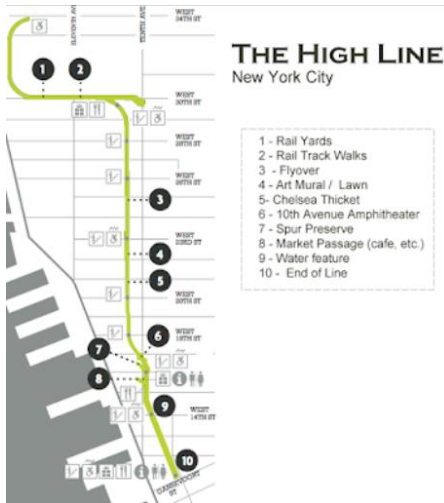 WEST
34TH ST
ELEVENTH AV
TENTH AVE
THE HIGH LINE
New York City
1
2
WEST
30TH ST
WEST
28TH ST
WEST
26TH ST
1 - Rail Yards
2 - Rail Track Walks
3 - Flyover
4 - Art Mural / Lawn
5- Chelsea Thicket
6 - 10th Avenue Amphitheater
7 - Spur Preserve
8 - Market Passage (cafe, etc.)
9 - Water feature
10 - End of Line
3
WEST
23RD ST
4
5
WEST
20TH ST
6
WEST
18TH ST
7
8
9
WEST
14TH ST
10
GANSEVOORT
ST